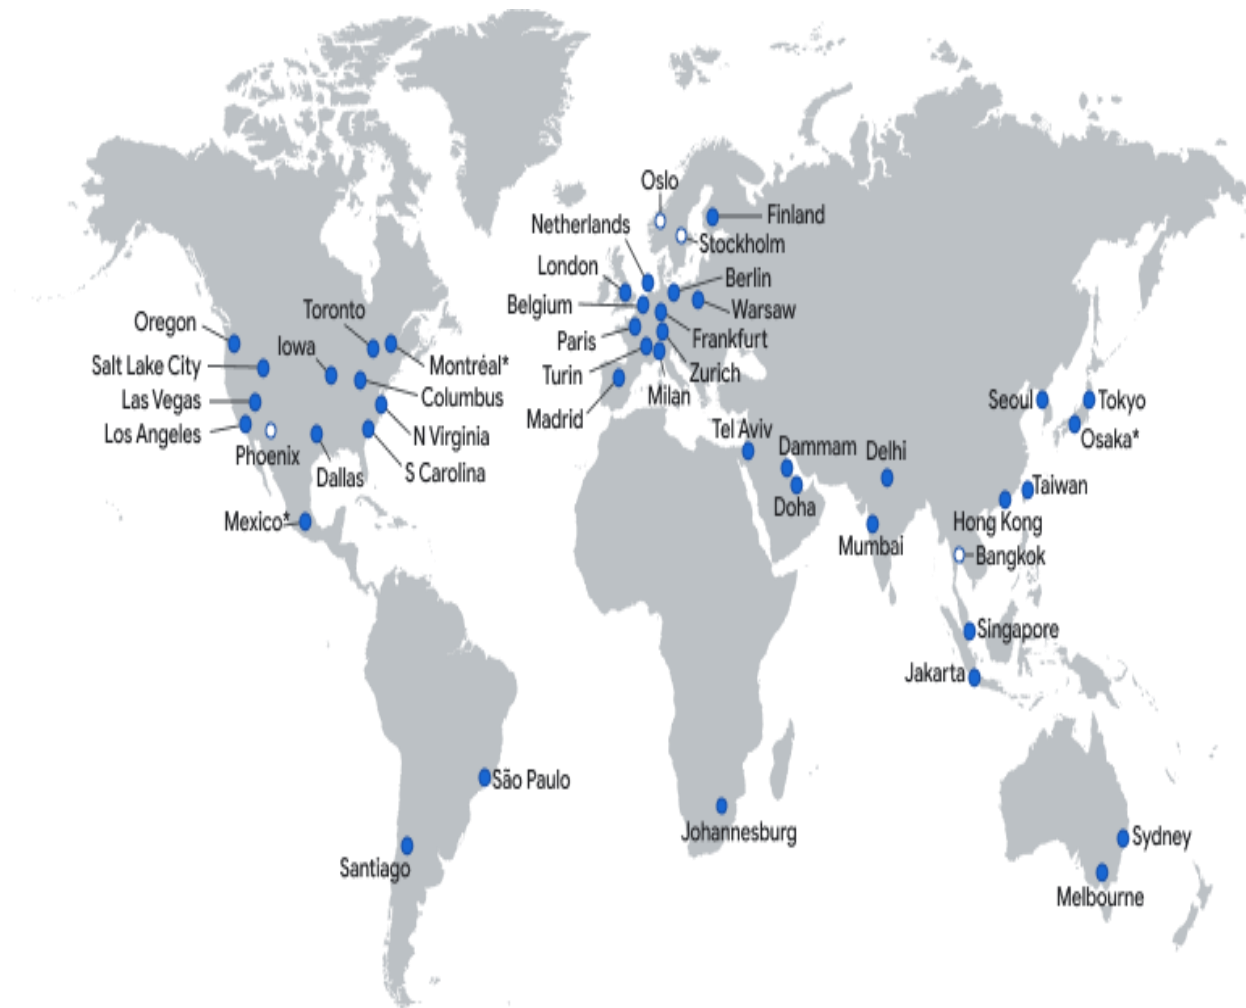 Oslo
Netherlands
Finland
Stockholm
London
Berlin
Belgium
Warsaw
Paris
Frankfurt
Turin
Zurich
Milan
Madrid
Toronto
Oregon
Iowa
Montréal*
Salt Lake City
Columbus
Las Vegas
Los Angeles
N Virginia
Phoenix
Dallas
S Carolina
Mexico*
Tel Aviv
Dammam
Delhi
Doha
Mumbai
Seoul
Tokyo
Osaka*
Taiwan
Hong Kong
Bangkok
Singapore
Jakarta
São Paulo
Santiago
Johannesburg
Sydney
Melbourne